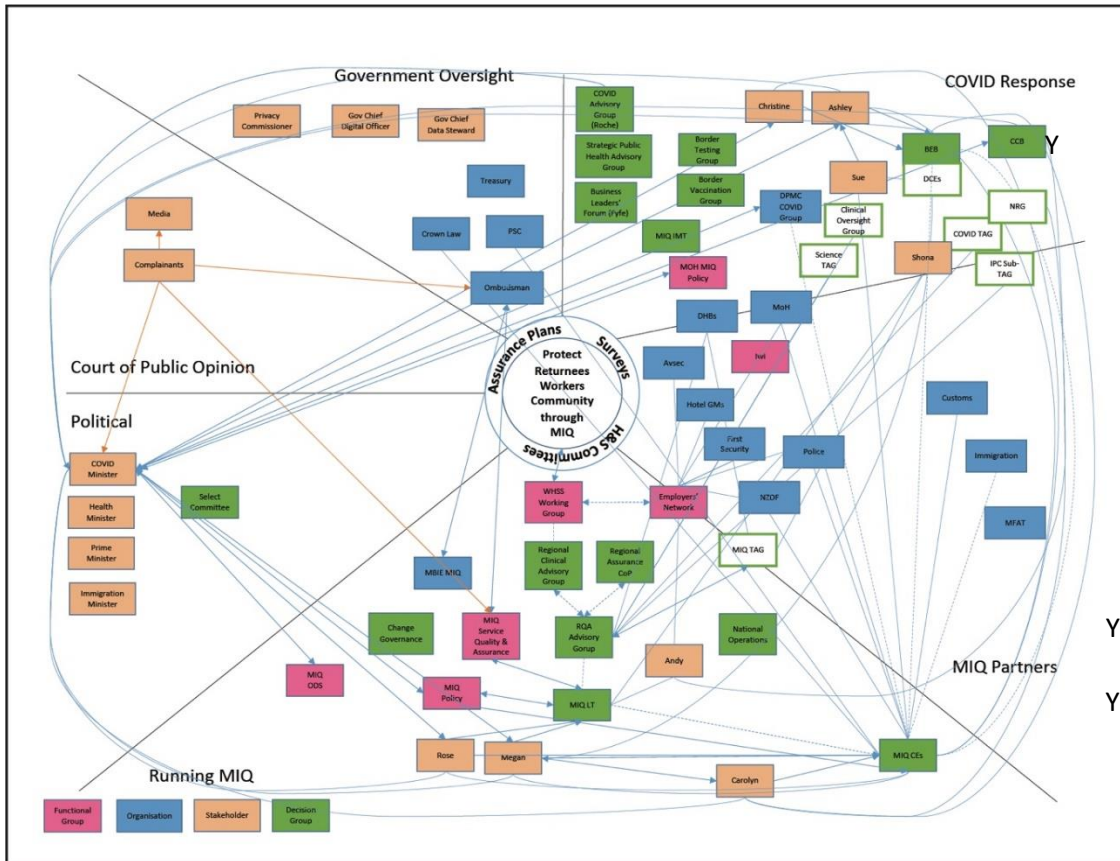 Government Oversight
COVID Response
Privacy
Commissioner
Gov Chief
Digital Officer
Gov Chief
Data Steward
COVID
Advisory
Group
(Roche)
Christine
Ashley
Strategic Public
Health Advisory
Group
Border
Testing
Group
BEB
CCB
Y
DCEs
Treasury
Business
Leaders'
Forum (Fyfe)
Border
Vaccination
Group
Sue
Media
Crown Law
PSC
DPMC
COVID
Group
Clinical
Oversight
Group
NRG
COVID TAG
MIQ IMT
Science
TAG
Shona
IPC Sub-
TAG
Complainants
Ombudsman
MOH MIQ
Policy
DHBs
MoH
Court of Public Opinion
Assurance Plans
Surveys
H&S Committees
Protect
Returnees
Workers
Community
through
MIQ
Avsec
Iwi
Customs
Hotel GMs
Political
First
Security
Police
Immigration
COVID
Minister
Select
Committee
WHSS
Working
Group
Employers'
Network
NZDF
MFAT
Health
Minister
Prime
Minister
MBIE MIQ
Regional
Clinical
Advisory
Group
Regional
Assurance
CoP
MIQ TAG
Immigration
Minister
Change
Governance
MIQ
Service
Quality &
Assurance
RQA
Advisory
Gorup
National
Operations
Y
Andy
MIQ Partners
MIQ
ODS
MIQ
Policy
MIQ LT
Y
Rose
Megan
MIQ CEs
Running MIQ
Carolyn
Functional
Group
Organisation
Stakeholder
Decision
Group